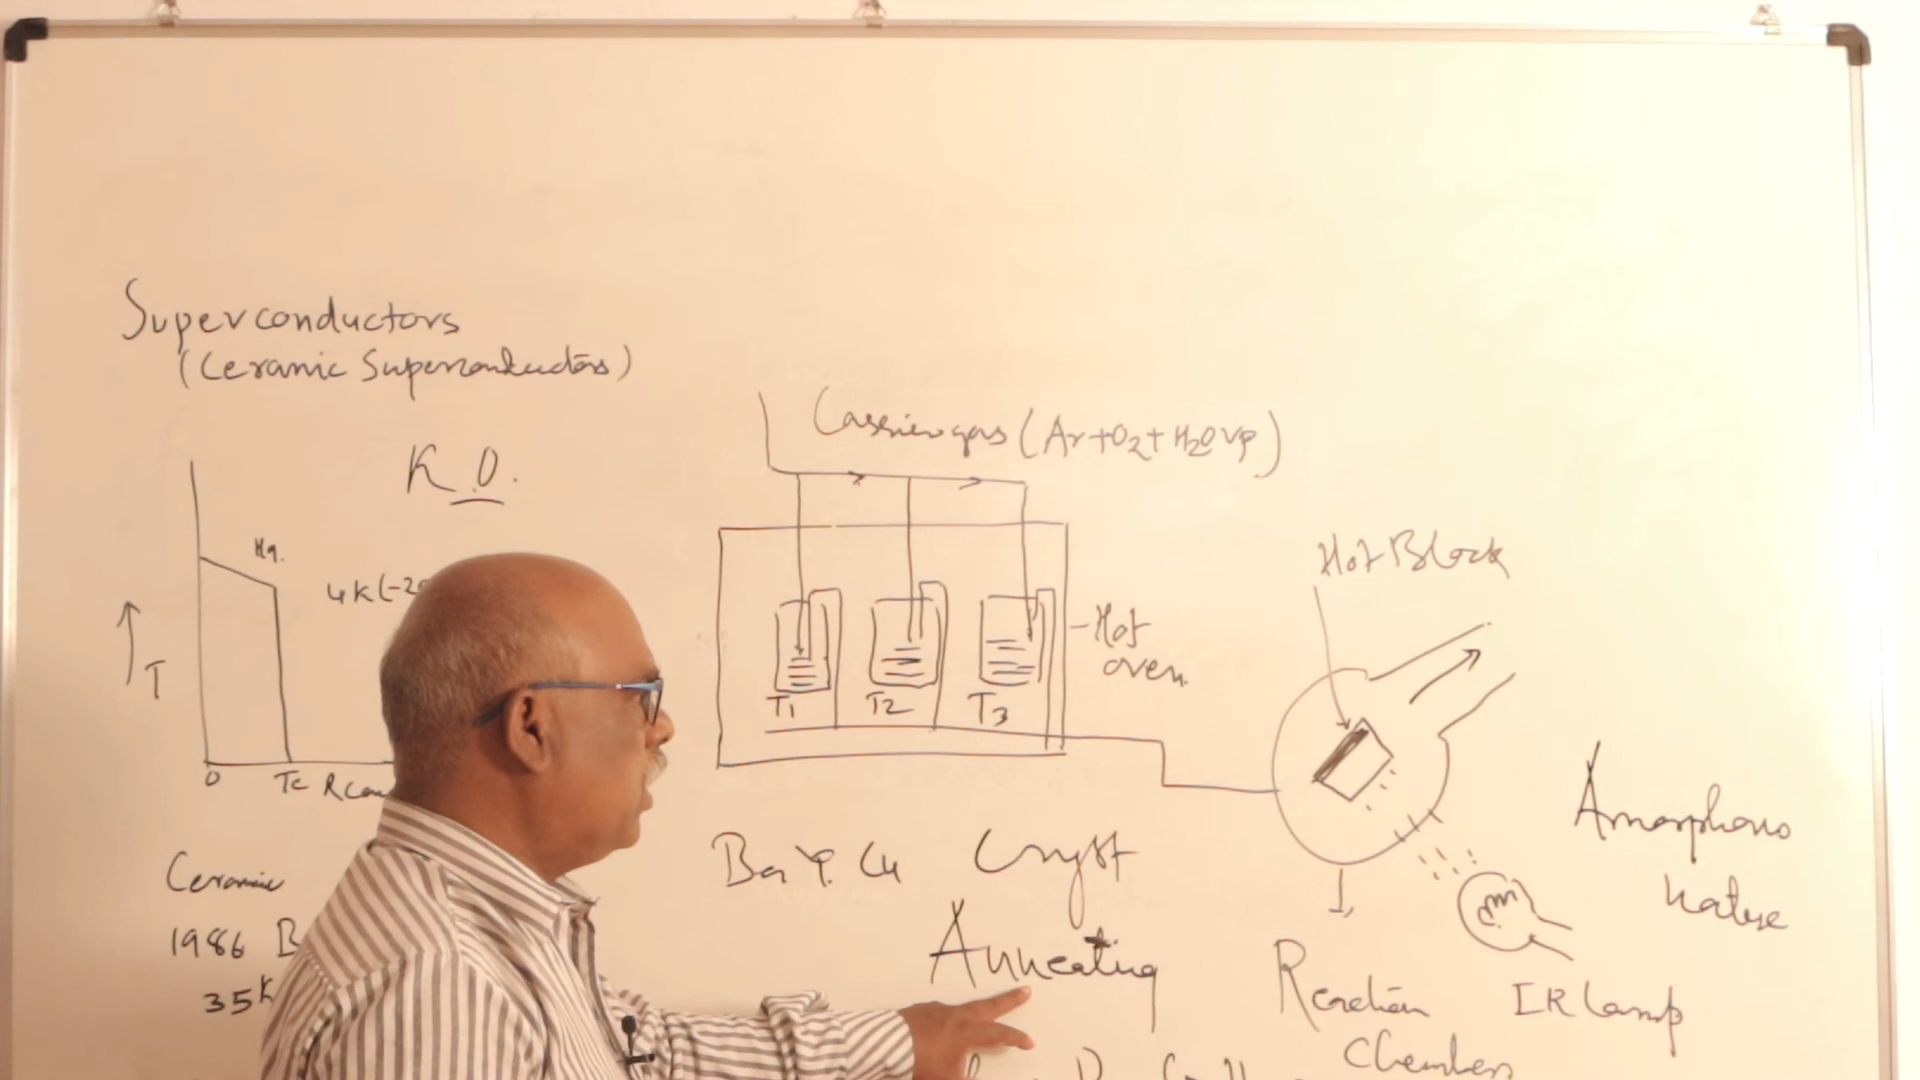 Superconductors
(Ceramic Superconductors)
K.O.
Hg.
4K(-2
↑ T
0 Tc R
Carrier gas (Ar+O2+H2O vp)
T1 T2 T3
- Hot
oven
Hot Block
Ba Y. Cu Cryst
Annealing
Reaction
Chamber
IR lamp
Amorphous
nature
Ceramic
1986 B
35K